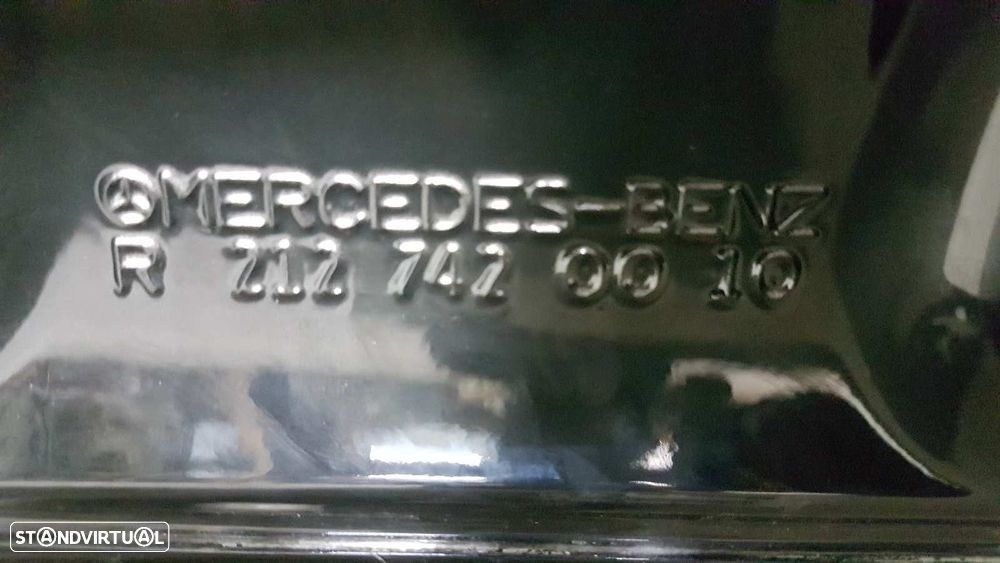 MERCEDES-BENZ
R 212 742 00 10
STANDVIRTUAL